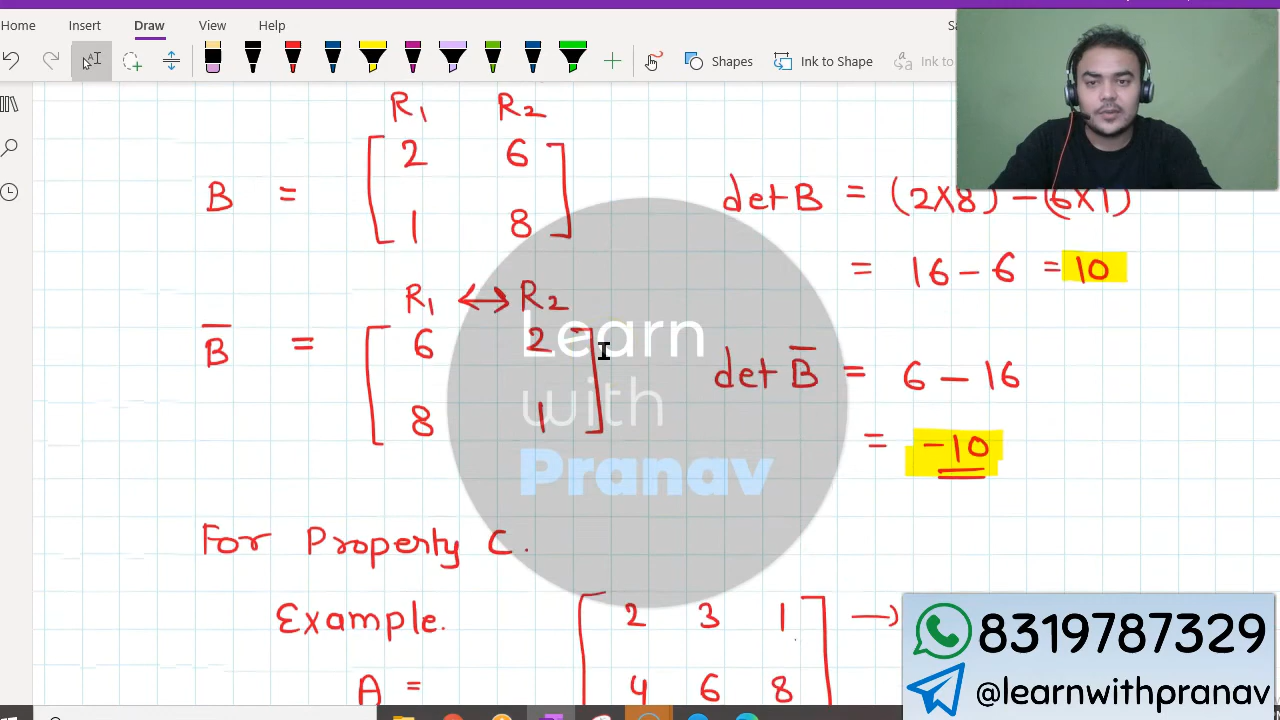 Home Insert Draw View Help
Shapes Ink to Shape Ink to
R1 R2
B = [ 2 6
1 8 ]
det B = (2×8) − (6×1)
= 16 − 6 = 10
R1 ↔ R2
B̅ = [ 6 2
8 1 ]
det B̅ = 6 − 16
= −10
Learn
with
Pranav
For Property C.
Example.
A = [ 2 3 1 →
4 6 8
8319787329
@learnwithpranav